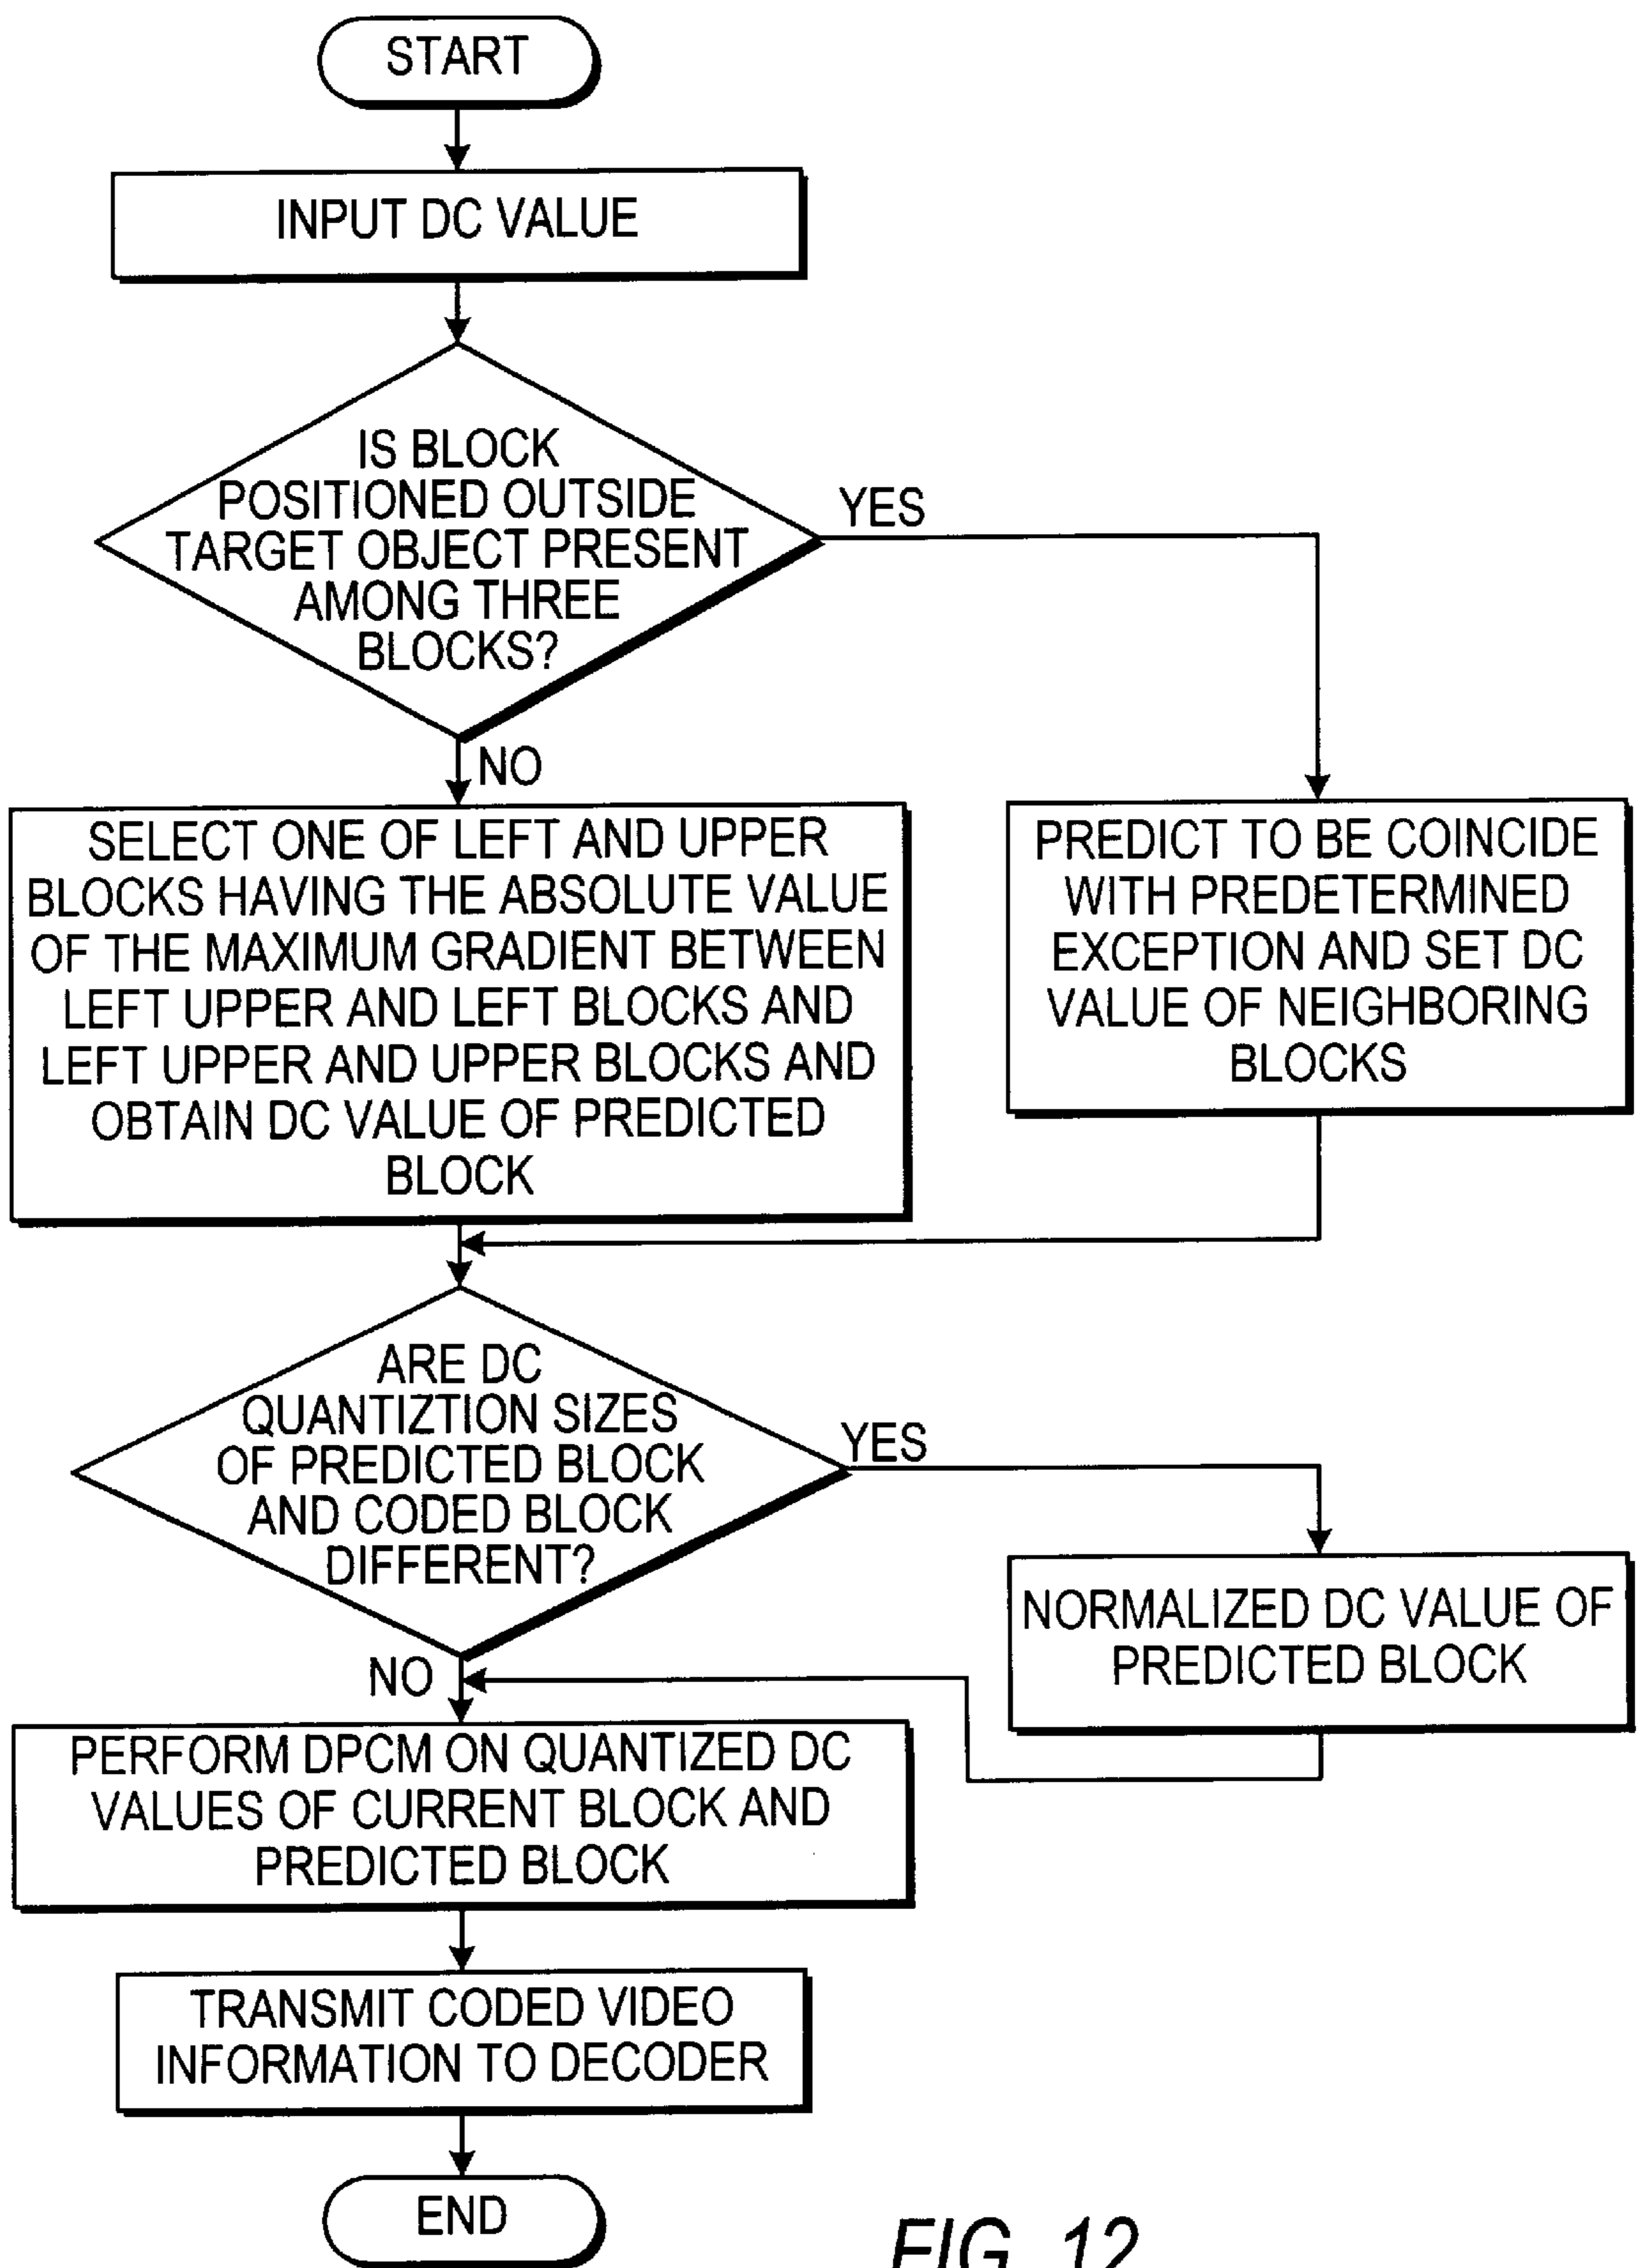 START
INPUT DC VALUE
IS BLOCK
POSITIONED OUTSIDE
TARGET OBJECT PRESENT
AMONG THREE
BLOCKS?
YES
NO
SELECT ONE OF LEFT AND UPPER
BLOCKS HAVING THE ABSOLUTE VALUE
OF THE MAXIMUM GRADIENT BETWEEN
LEFT UPPER AND LEFT BLOCKS AND
LEFT UPPER AND UPPER BLOCKS AND
OBTAIN DC VALUE OF PREDICTED
BLOCK
PREDICT TO BE COINCIDE
WITH PREDETERMINED
EXCEPTION AND SET DC
VALUE OF NEIGHBORING
BLOCKS
ARE DC
QUANTIZTION SIZES
OF PREDICTED BLOCK
AND CODED BLOCK
DIFFERENT?
YES
NORMALIZED DC VALUE OF
PREDICTED BLOCK
NO
PERFORM DPCM ON QUANTIZED DC
VALUES OF CURRENT BLOCK AND
PREDICTED BLOCK
TRANSMIT CODED VIDEO
INFORMATION TO DECODER
END
FIG. 12